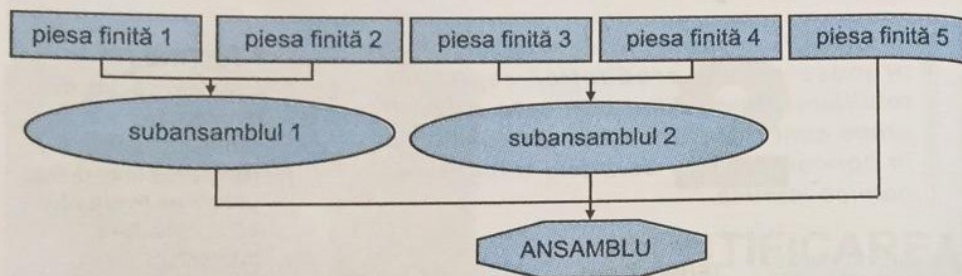 piesa finită 1 piesa finită 2 piesa finită 3 piesa finită 4 piesa finită 5
subansamblul 1 subansamblul 2
ANSAMBLU